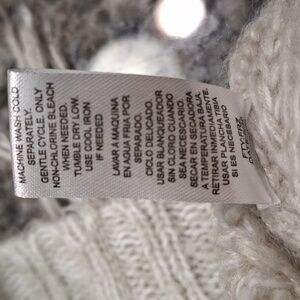 MACHINE WASH COLD
SEPARATELY.
GENTLE CYCLE. ONLY
NON-CHLORINE BLEACH
WHEN NEEDED.
TUMBLE DRY LOW.
USE COOL IRON
IF NEEDED
LAVAR A MAQUINA
EN AGUA FRIA POR
SEPARADO.
CICLO DELICADO.
USAR BLANQUEADOR
SIN CLORO CUANDO
SEA NECESCARIO.
SECAR EN SECADORA
A TEMPERATURA BAJA.
RETIRAR INMEDIATAMENTE.
USAR PLANCHA TIBIA
SI ES NECESARIO